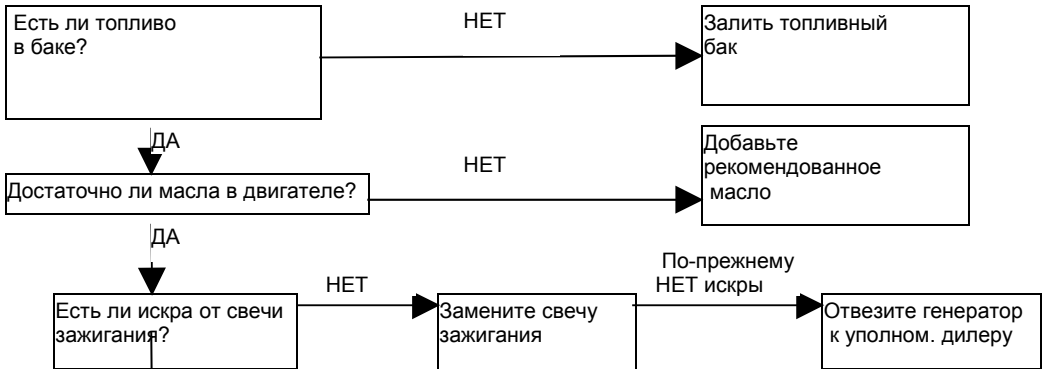 Есть ли топливо
в баке?
НЕТ
Залить топливный
бак
ДА
Достаточно ли масла в двигателе?
НЕТ
Добавьте
рекомендованное
масло
ДА
Есть ли искра от свечи
зажигания?
НЕТ
Замените свечу
зажигания
По-прежнему
НЕТ искры
Отвезите генератор
к уполном. дилеру